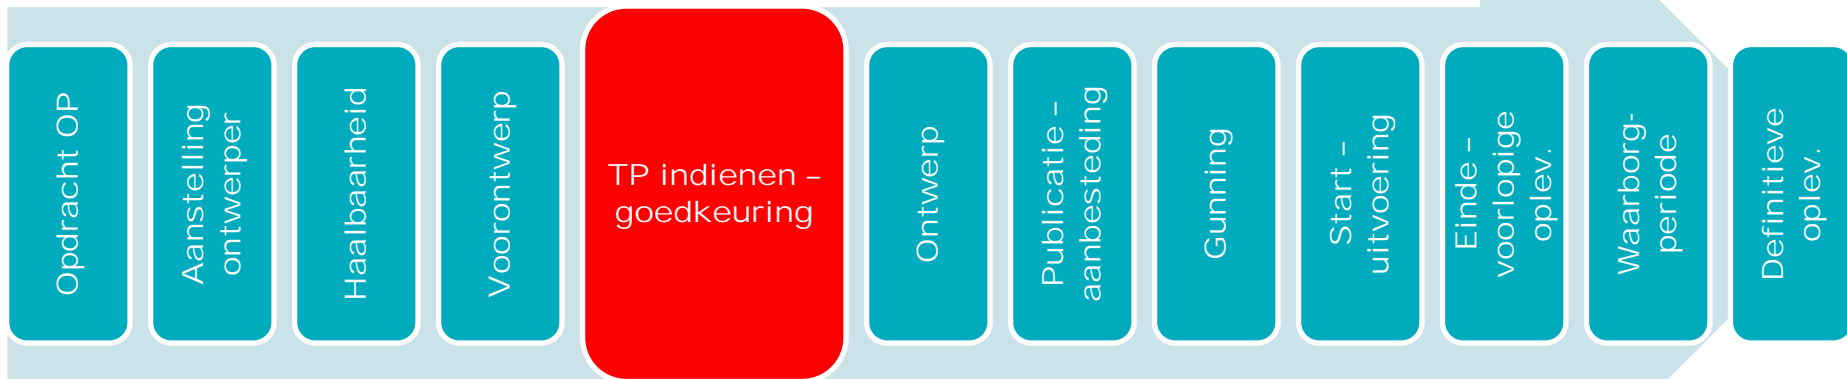 Opdracht OP
Aanstelling
ontwerper
Haalbaarheid
Voorontwerp
TP indienen –
goedkeuring
Ontwerp
Publicatie –
aanbesteding
Gunning
Start –
uitvoering
Einde –
voorlopige
oplev.
Waarborg-
periode
Definitieve
oplev.